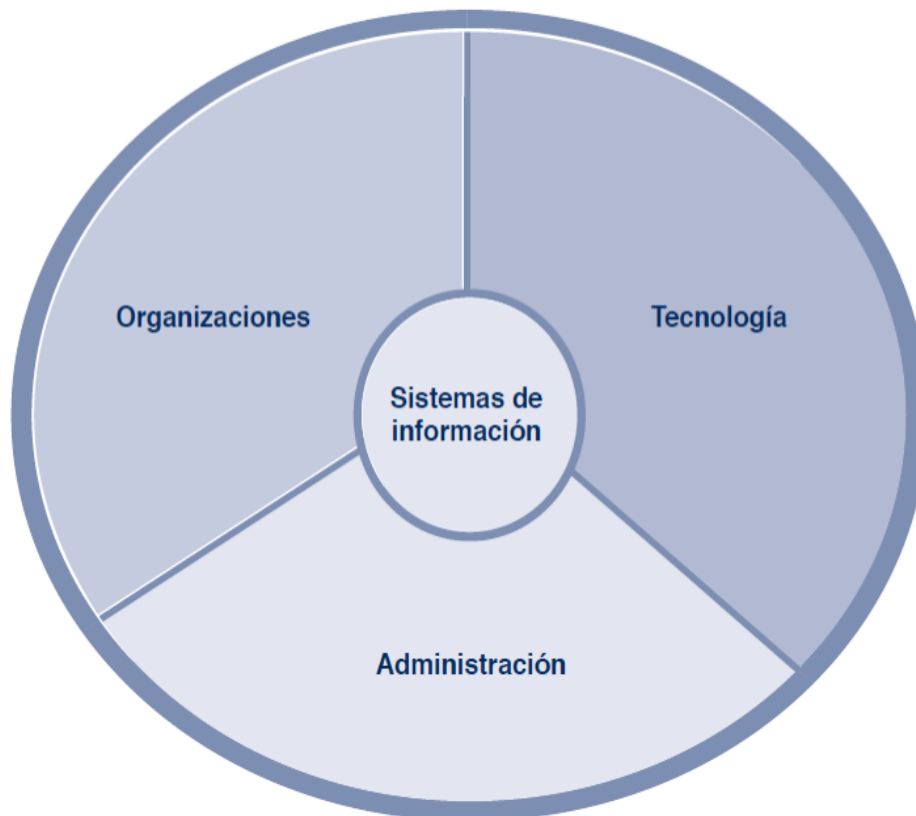 Organizaciones
Tecnología
Sistemas de
información
Administración